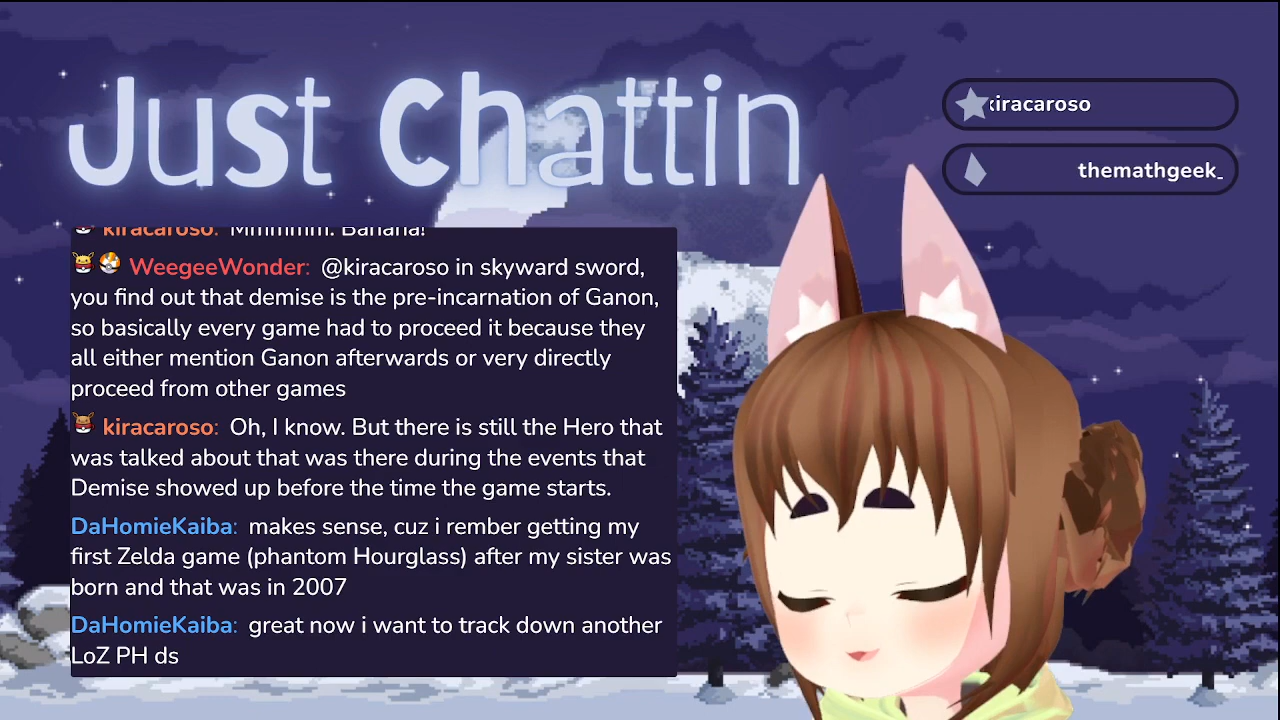 Just Chattin
kiracaroso
themathgeek_
kiracaroso: Mmmmmm. Banana!
WeegeeWonder: @kiracaroso in skyward sword,
you find out that demise is the pre-incarnation of Ganon,
so basically every game had to proceed it because they
all either mention Ganon afterwards or very directly
proceed from other games
kiracaroso: Oh, I know. But there is still the Hero that
was talked about that was there during the events that
Demise showed up before the time the game starts.
DaHomieKaiba: makes sense, cuz i rember getting my
first Zelda game (phantom Hourglass) after my sister was
born and that was in 2007
DaHomieKaiba: great now i want to track down another
LoZ PH ds